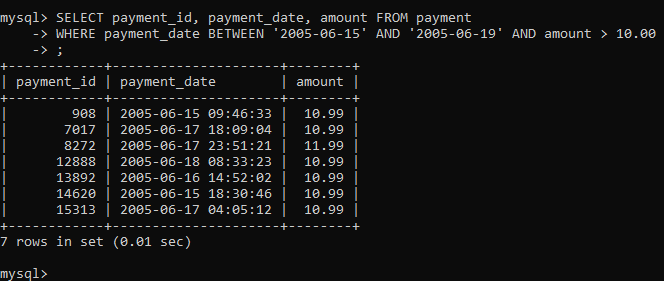 mysql> SELECT payment_id, payment_date, amount FROM payment
    -> WHERE payment_date BETWEEN '2005-06-15' AND '2005-06-19' AND amount > 10.00
    -> ;
+------------+---------------------+--------+
| payment_id | payment_date        | amount |
+------------+---------------------+--------+
|        908 | 2005-06-15 09:46:33 |  10.99 |
|       7017 | 2005-06-17 18:09:04 |  10.99 |
|       8272 | 2005-06-17 23:51:21 |  11.99 |
|      12888 | 2005-06-18 08:33:23 |  10.99 |
|      13892 | 2005-06-16 14:52:02 |  10.99 |
|      14620 | 2005-06-15 18:30:46 |  10.99 |
|      15313 | 2005-06-17 04:05:12 |  10.99 |
+------------+---------------------+--------+
7 rows in set (0.01 sec)
mysql>